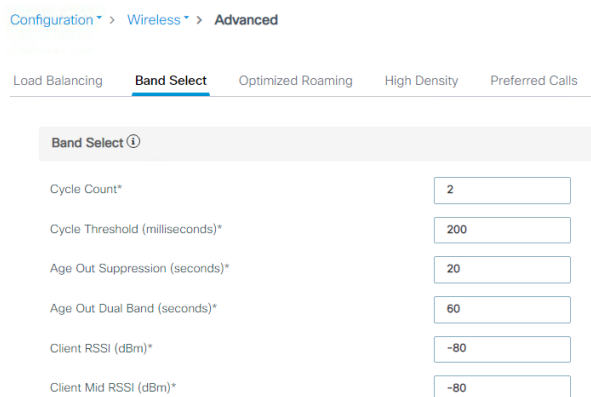 Configuration > Wireless > Advanced
Load Balancing Band Select Optimized Roaming High Density Preferred Calls
Band Select
Cycle Count* 2
Cycle Threshold (milliseconds)* 200
Age Out Suppression (seconds)* 20
Age Out Dual Band (seconds)* 60
Client RSSI (dBm)* -80
Client Mid RSSI (dBm)* -80